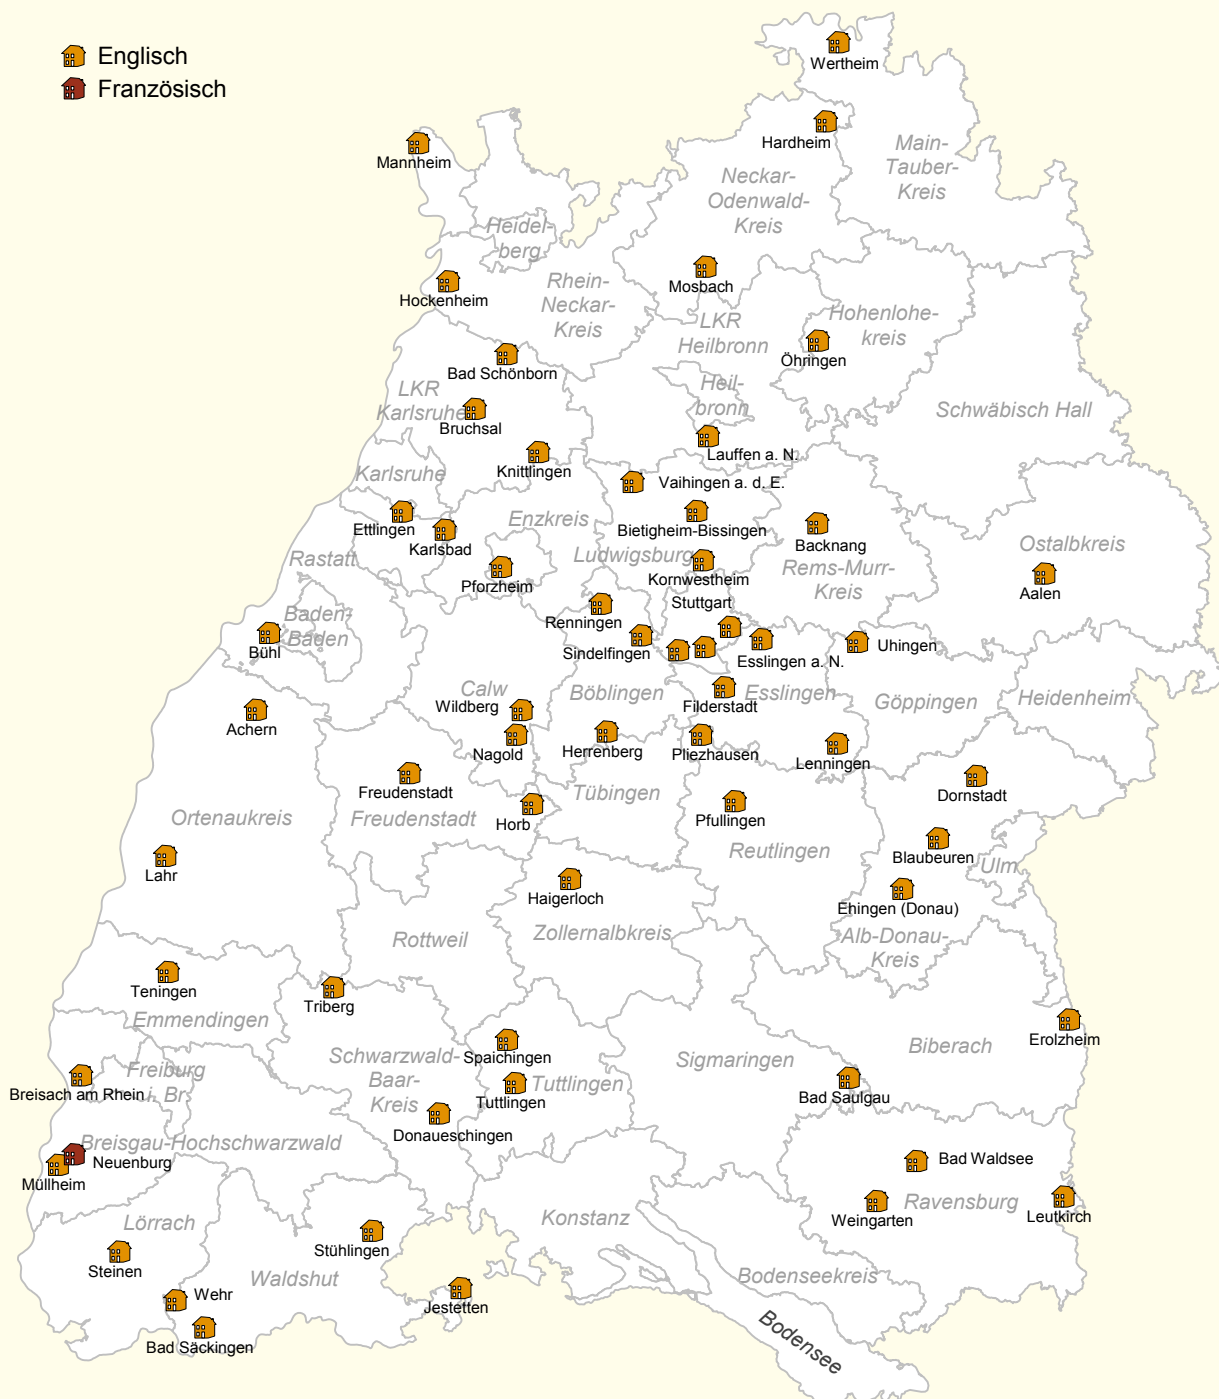 Englisch
Französisch
Wertheim
Hardheim
Main-
Tauber-
Kreis
Mannheim
Neckar-
Odenwald-
Kreis
Heidel-
berg
Mosbach
Hockenheim
Rhein-
Neckar-
Kreis
LKR
Heilbronn
Hohenlohe-
kreis
Öhringen
Bad Schönborn
LKR
Karlsruhe
Heil-
bronn
Schwäbisch Hall
Bruchsal
Lauffen a. N.
Knittlingen
Karlsruhe
Vaihingen a. d. E.
Ettlingen
Karlsbad
Enzkreis
Bietigheim-Bissingen
Backnang
Ostalbkreis
Rastatt
Ludwigsburg
Rems-Murr-
Kreis
Pforzheim
Kornwestheim
Aalen
Stuttgart
Baden-
Baden
Renningen
Bühl
Sindelfingen
Esslingen a. N.
Uhingen
Calw
Böblingen
Esslingen
Göppingen
Heidenheim
Wildberg
Filderstadt
Achern
Nagold
Herrenberg
Pliezhausen
Lenningen
Freudenstadt
Tübingen
Dornstadt
Ortenaukreis
Freudenstadt
Horb
Pfullingen
Reutlingen
Blaubeuren
Ulm
Lahr
Haigerloch
Ehingen (Donau)
Rottweil
Zollernalbkreis
Alb-Donau-
Kreis
Teningen
Triberg
Emmendingen
Spaichingen
Erolzheim
Schwarzwald-
Baar-
Kreis
Sigmaringen
Biberach
Freiburg
i. Br.
Tuttlingen
Breisach am Rhein
Tuttlingen
Bad Saulgau
Donaueschingen
Breisgau-Hochschwarzwald
Neuenburg
Müllheim
Bad Waldsee
Ravensburg
Weingarten
Leutkirch
Lörrach
Konstanz
Stühlingen
Steinen
Waldshut
Bodenseekreis
Wehr
Jestetten
Bad Säckingen
Bodensee